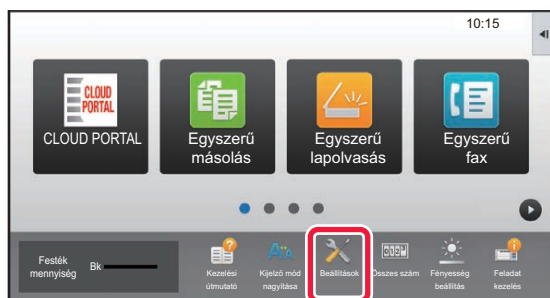 10:15
CLOUD
PORTAL
CLOUD PORTAL
Egyszerű
másolás
Egyszerű
lapolvasás
Egyszerű
fax
Festék
mennyiség
Bk
Kezelési
útmutató
Kijelző mód
nagyítása
Beállítások
Összes szám
Fényesség
beállítás
Feladat
kezelés